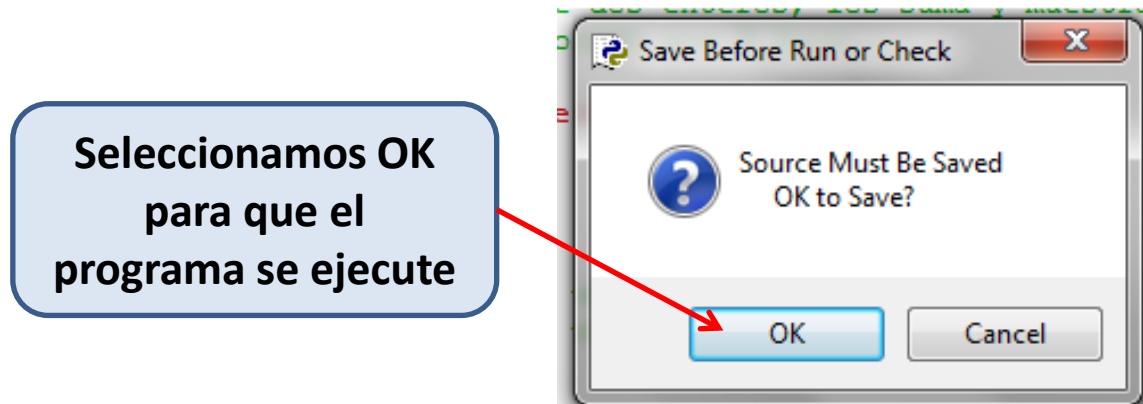 Seleccionamos OK
para que el
programa se ejecute
Save Before Run or Check
Source Must Be Saved
OK to Save?
OK
Cancel